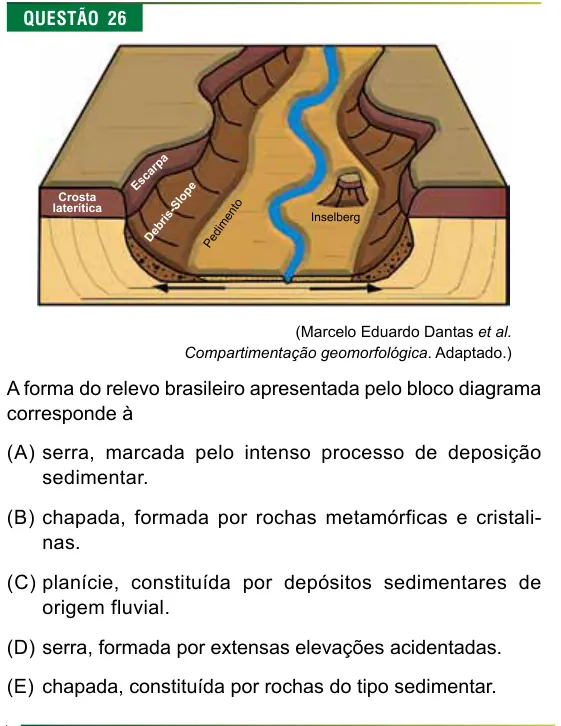 QUESTÃO 26
Escarpa
Crosta
laterítica
Debris-Slope
Pedimento
Inselberg
(Marcelo Eduardo Dantas et al.
Compartimentação geomorfológica. Adaptado.)
A forma do relevo brasileiro apresentada pelo bloco diagrama
corresponde à
(A) serra, marcada pelo intenso processo de deposição
sedimentar.
(B) chapada, formada por rochas metamórficas e cristali-
nas.
(C) planície, constituída por depósitos sedimentares de
origem fluvial.
(D) serra, formada por extensas elevações acidentadas.
(E) chapada, constituída por rochas do tipo sedimentar.